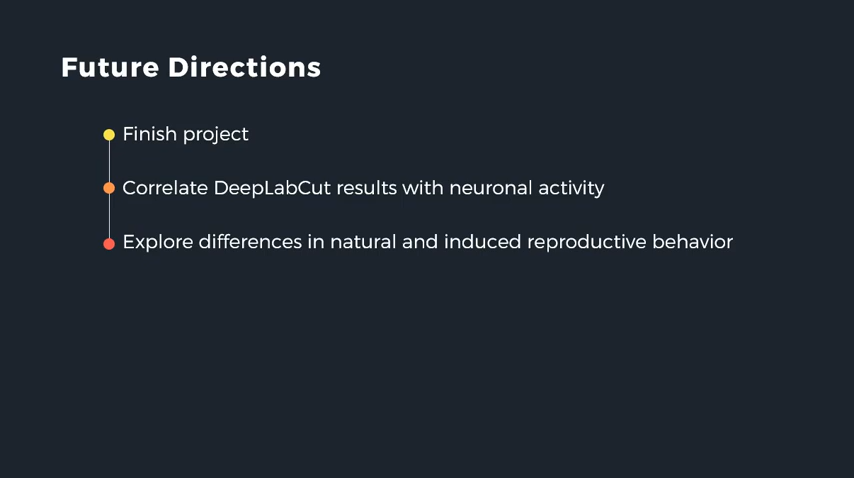 Future Directions
Finish project
Correlate DeepLabCut results with neuronal activity
Explore differences in natural and induced reproductive behavior